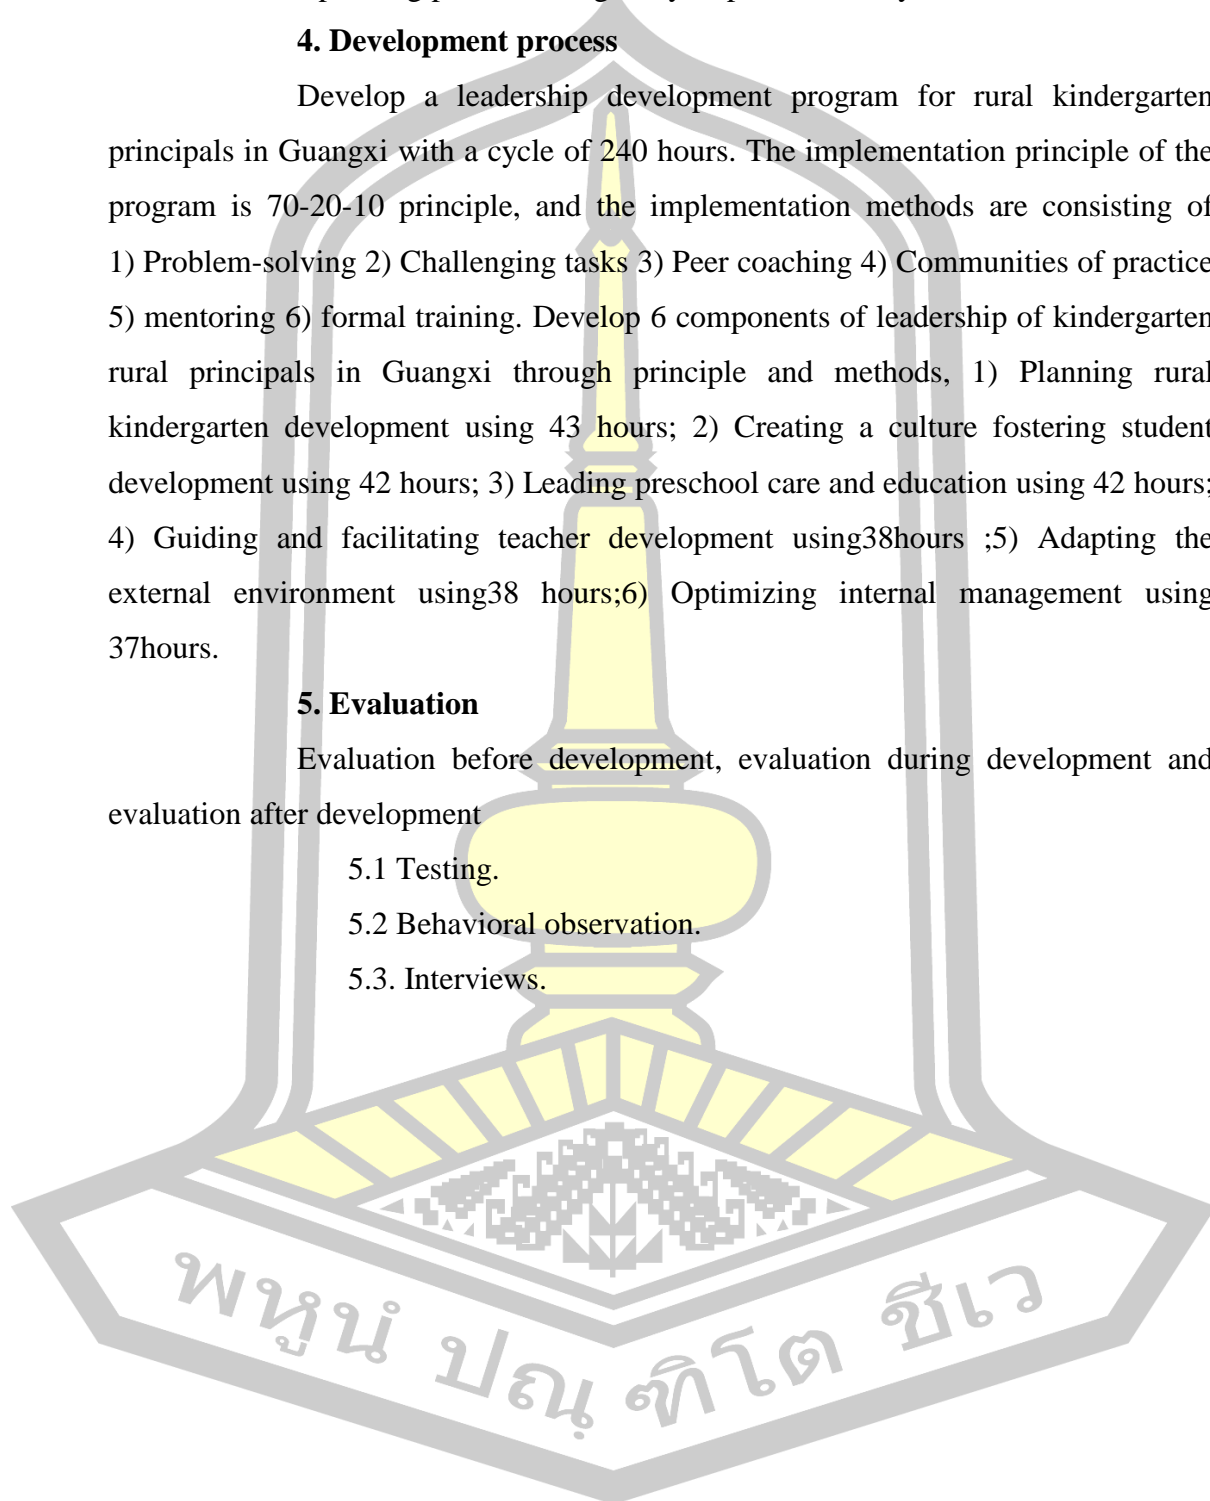 4. Development process
Develop a leadership development program for rural kindergarten
principals in Guangxi with a cycle of 240 hours. The implementation principle of the
program is 70-20-10 principle, and the implementation methods are consisting of
1) Problem-solving 2) Challenging tasks 3) Peer coaching 4) Communities of practice
5) mentoring 6) formal training. Develop 6 components of leadership of kindergarten
rural principals in Guangxi through principle and methods, 1) Planning rural
kindergarten development using 43 hours; 2) Creating a culture fostering student
development using 42 hours; 3) Leading preschool care and education using 42 hours;
4) Guiding and facilitating teacher development using38hours ;5) Adapting the
external environment using38 hours;6) Optimizing internal management using
37hours.
5. Evaluation
Evaluation before development, evaluation during development and
evaluation after development
5.1 Testing.
5.2 Behavioral observation.
5.3. Interviews.
พหูนํ ปณฺฑิโต ชีเว